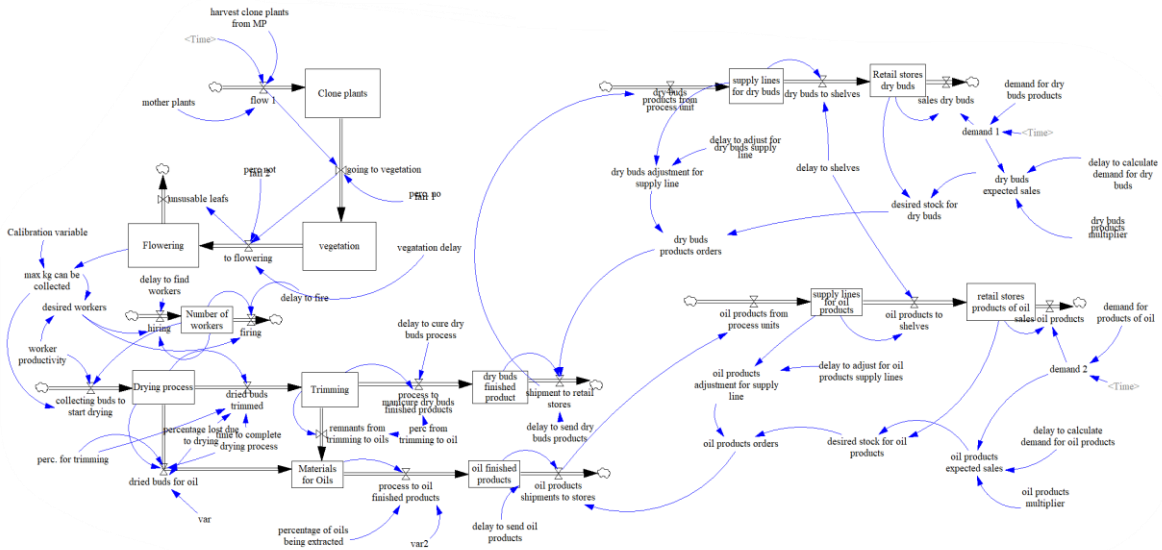 harvest clone plants
from MP
<Time>
flow 1
Clone plants
mother plants
going to vegetation
perc not
fail 2
perc. no
fail 1
unsusable leafs
Flowering
to flowering
vegetation
vegatation delay
Calibration variable
max kg can be
collected
desired workers
delay to find
workers
Number of
workers
delay to fire
hiring
firing
worker
productivity
delay to cure dry
buds process
collecting buds to
start drying
Drying process
dried buds
trimmed
Trimming
process to
manicure dry buds
finished products
dry buds
finished
product
shipment to retail
stores
percentage lost due
to drying
time to complete
drying process
remnants from
trimming to oils
perc from
trimming to oil
delay to send dry
buds products
perc. for trimming
dried buds for oil
Materials
for Oils
process to oil
finished products
oil finished
products
oil products
shipments to stores
var
percentage of oils
being extracted
var2
delay to send oil
products
dry buds
products from
process unit
supply lines
for dry buds
dry buds to shelves
Retail stores
dry buds
sales dry buds
demand for dry
buds products
demand 1
<Time>
delay to adjust for
dry buds supply
line
delay to shelves
dry buds adjustment for
supply line
dry buds
expected sales
delay to calculate
demand for dry buds
desired stock for
dry buds
dry buds
products
multiplier
dry buds
products orders
oil products from
process units
supply lines
for oil
products
oil products to
shelves
retail stores
products of oil
sales oil products
demand for
products of oil
demand 2
<Time>
oil products
adjustment for supply
line
delay to adjust for oil
products supply lines
oil products orders
desired stock for oil
products
oil products
expected sales
delay to calculate
demand for oil products
oil products
multiplier